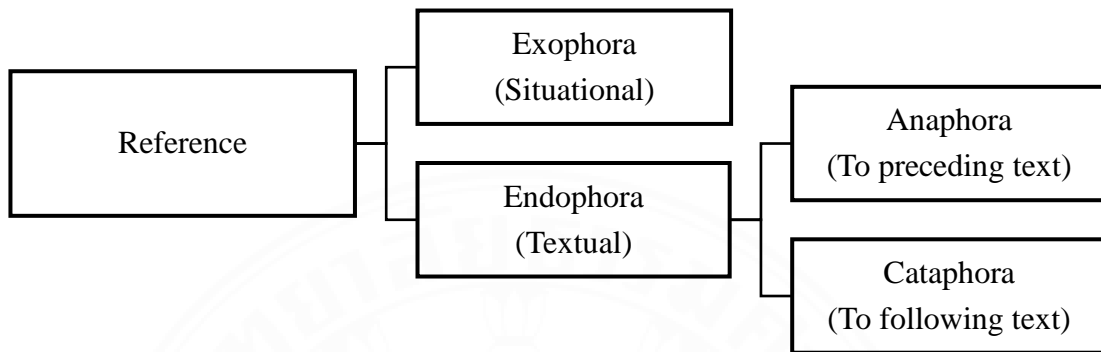 Reference
Exophora
(Situational)
Endophora
(Textual)
Anaphora
(To preceding text)
Cataphora
(To following text)